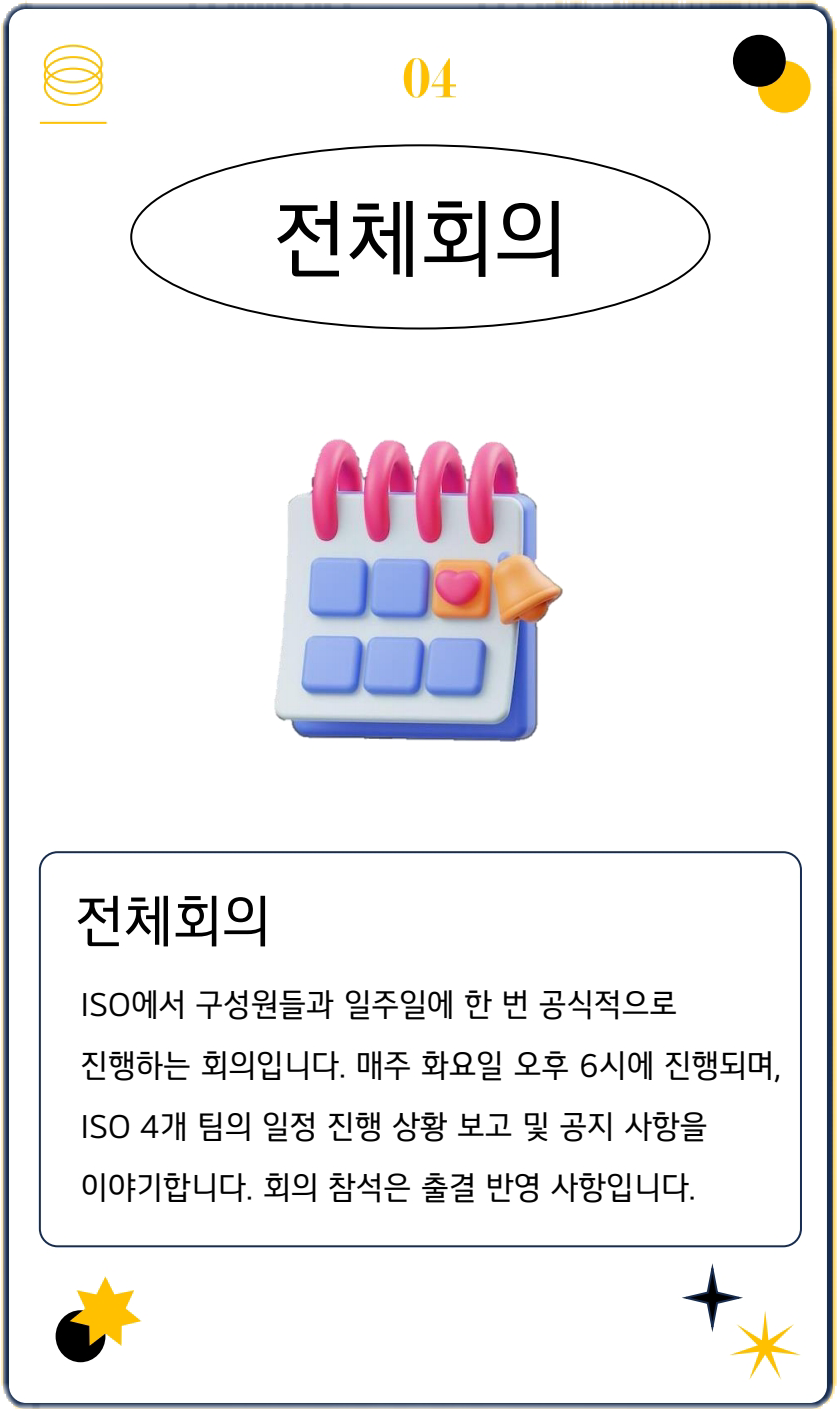 04
전체회의
전체회의
ISO에서 구성원들과 일주일에 한 번 공식적으로
진행하는 회의입니다. 매주 화요일 오후 6시에 진행되며,
ISO 4개 팀의 일정 진행 상황 보고 및 공지 사항을
이야기합니다. 회의 참석은 출결 반영 사항입니다.